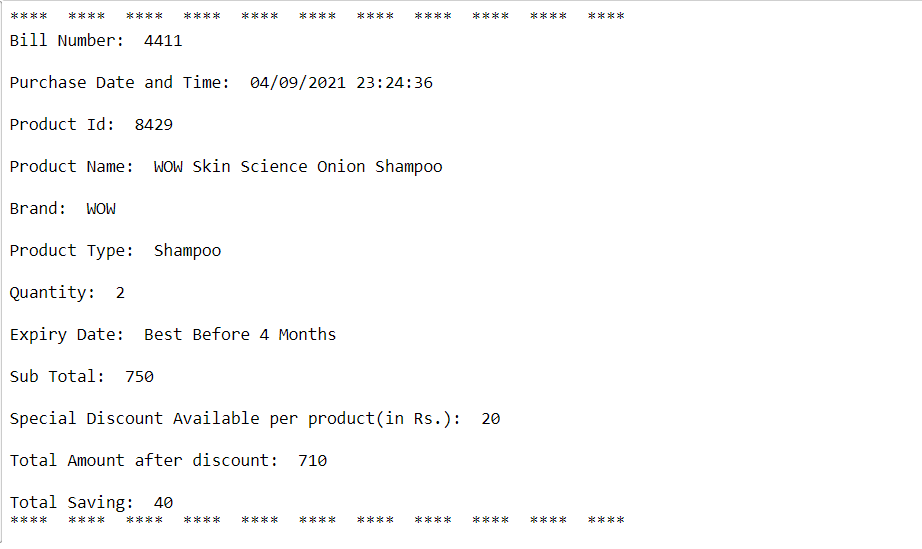 ****  ****  ****  ****  ****  ****  ****  ****  ****  ****  ****
Bill Number:  4411
Purchase Date and Time:  04/09/2021 23:24:36
Product Id:  8429
Product Name:  WOW Skin Science Onion Shampoo
Brand:  WOW
Product Type:  Shampoo
Quantity:  2
Expiry Date:  Best Before 4 Months
Sub Total:  750
Special Discount Available per product(in Rs.):  20
Total Amount after discount:  710
Total Saving:  40
****  ****  ****  ****  ****  ****  ****  ****  ****  ****  ****